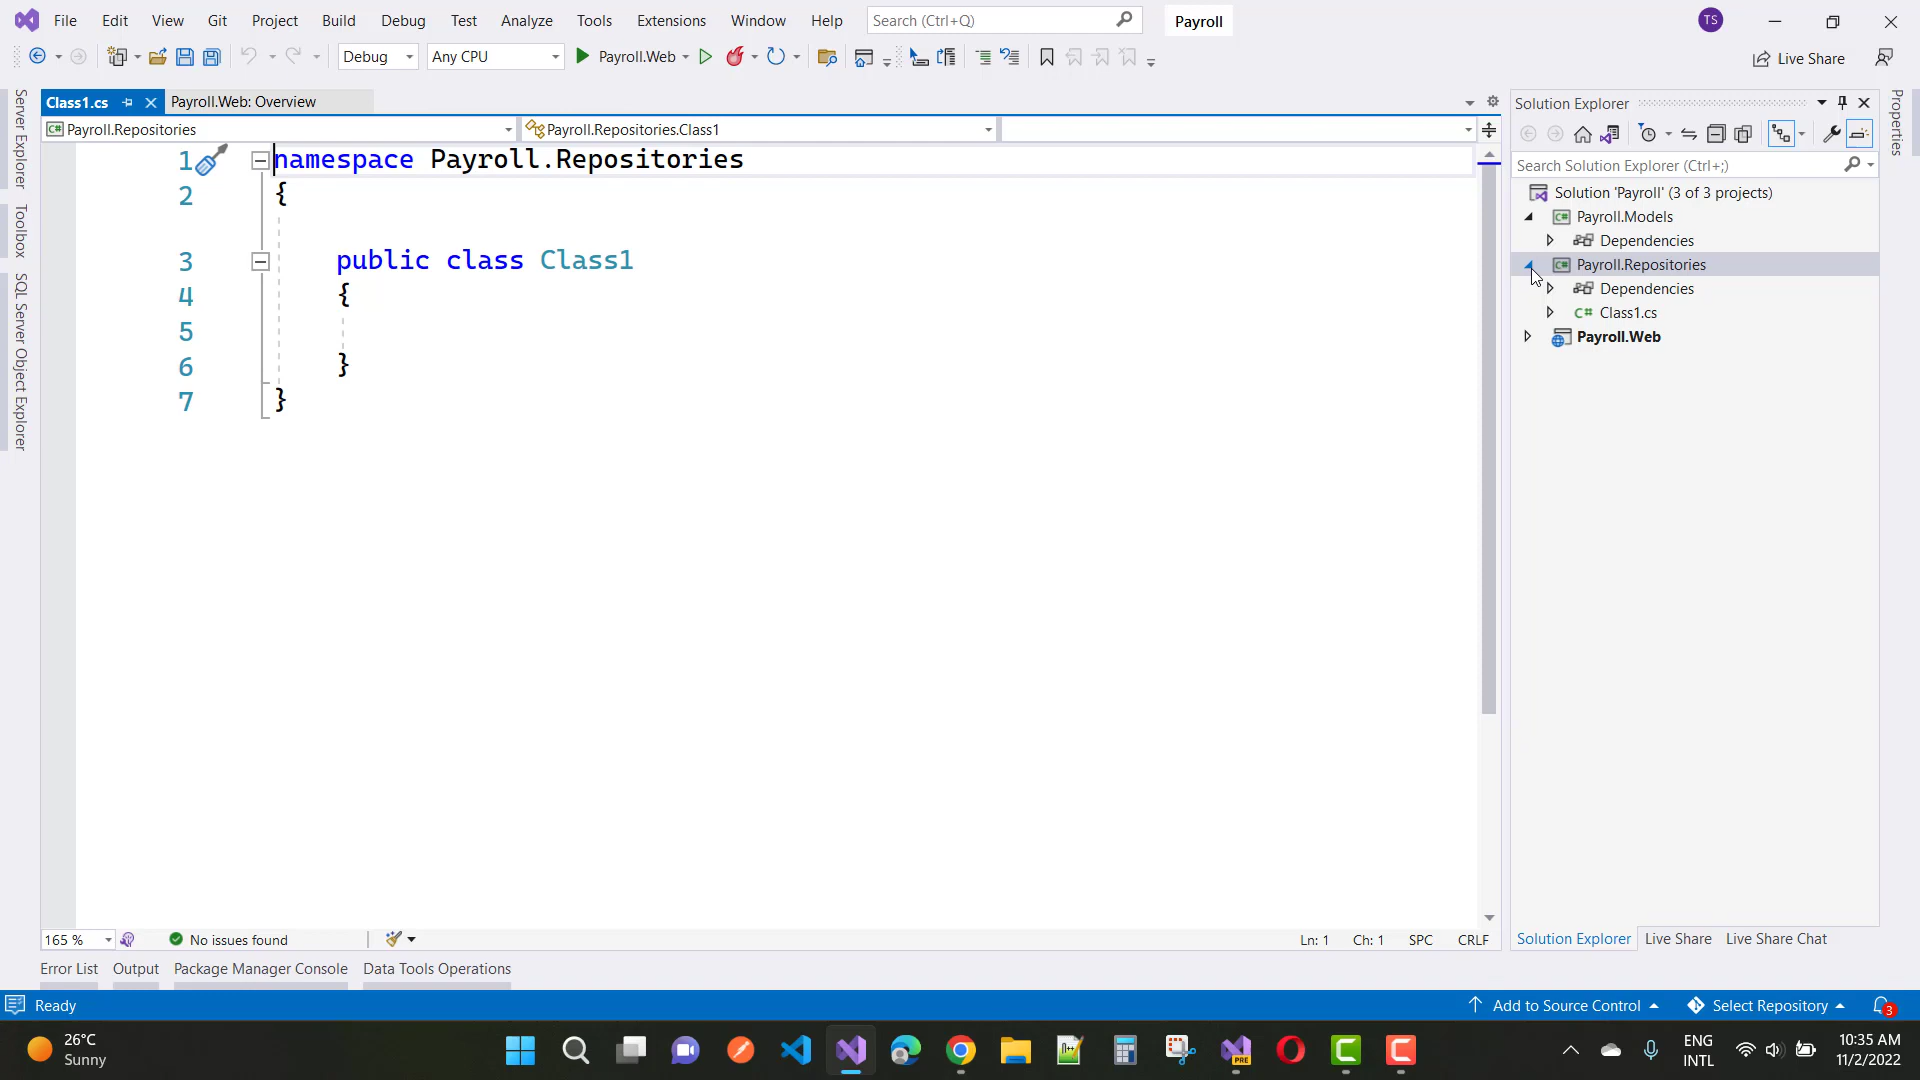 File Edit View Git Project Build Debug Test Analyze Tools Extensions Window Help Search (Ctrl+Q) Payroll TS
Debug Any CPU Payroll.Web Live Share
Server Explorer
Toolbox
SQL Server Object Explorer
Class1.cs Payroll.Web: Overview
Payroll.Repositories Payroll.Repositories.Class1
1 namespace Payroll.Repositories
2 {
3 public class Class1
4 {
5
6 }
7 }
165 % No issues found Ln: 1 Ch: 1 SPC CRLF
Solution Explorer
Search Solution Explorer (Ctrl+;)
Solution 'Payroll' (3 of 3 projects)
C# Payroll.Models
Dependencies
C# Payroll.Repositories
Dependencies
C# Class1.cs
Payroll.Web
Solution Explorer Live Share Live Share Chat
Properties
Error List Output Package Manager Console Data Tools Operations
Ready Add to Source Control Select Repository 3
26°C
Sunny
PRE
ENG
INTL
10:35 AM
11/2/2022